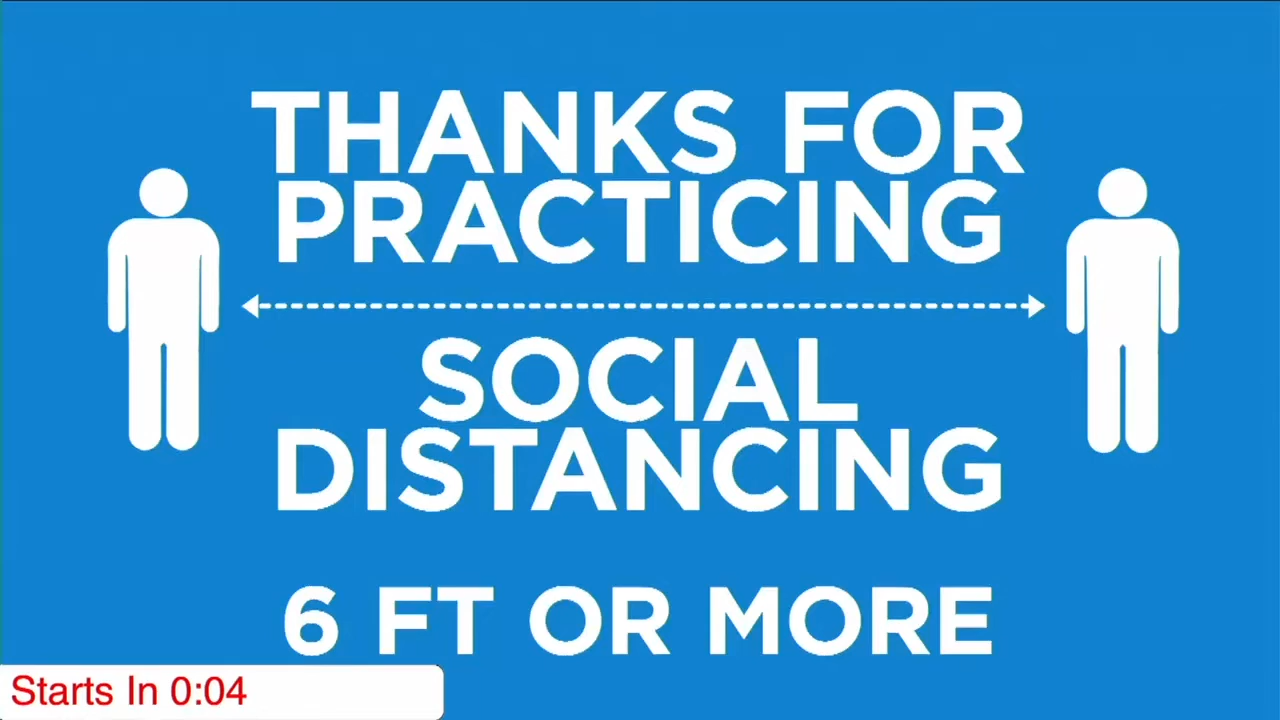 THANKS FOR
PRACTICING
SOCIAL
DISTANCING
6 FT OR MORE
Starts In 0:04